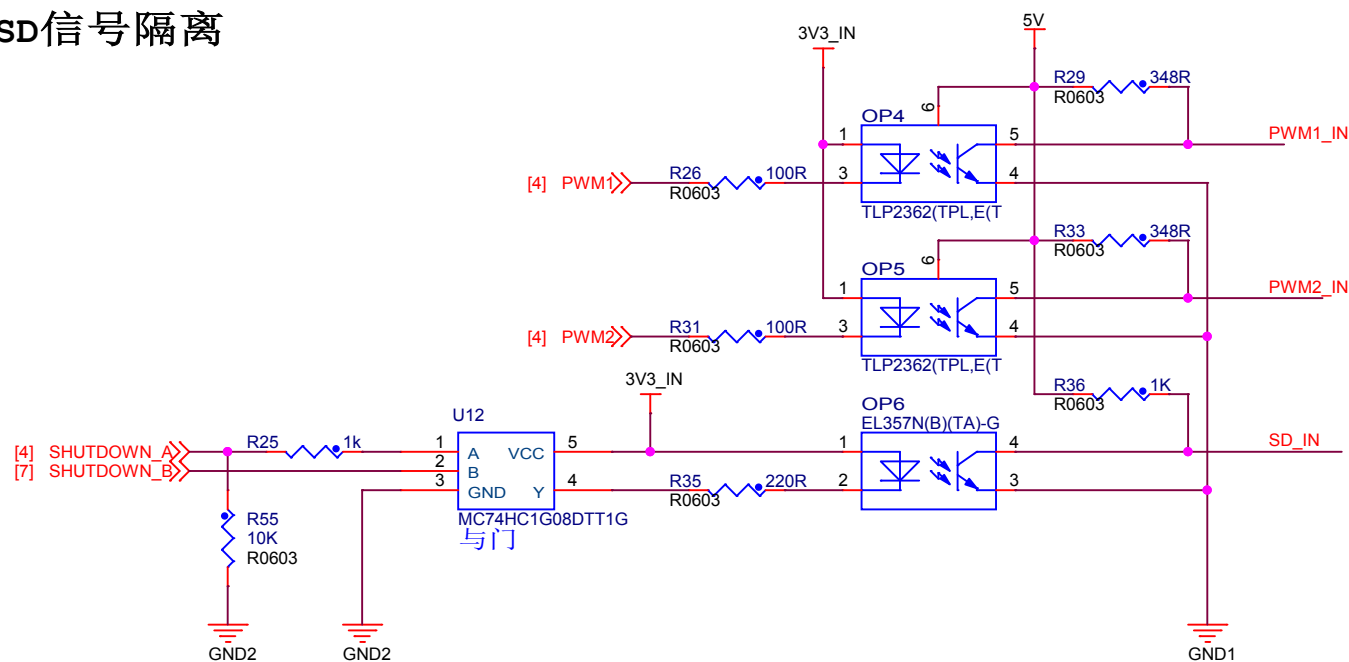 SD信号隔离
3V3_IN
5V
R29
348R
R0603
OP4
6
1
5
PWM1_IN
[4] PWM1
R26
100R
R0603
3
4
TLP2362(TPL,E(T
R33
348R
R0603
OP5
6
1
5
PWM2_IN
[4] PWM2
R31
100R
R0603
3
4
TLP2362(TPL,E(T
3V3_IN
R36
1K
R0603
U12
OP6
EL357N(B)(TA)-G
[4] SHUTDOWN_A
R25
1k
1
A
VCC
5
1
4
SD_IN
[7] SHUTDOWN_B
2
B
3
GND
Y
4
R35
220R
R0603
2
3
MC74HC1G08DTT1G
与门
R55
10K
R0603
GND2
GND2
GND1